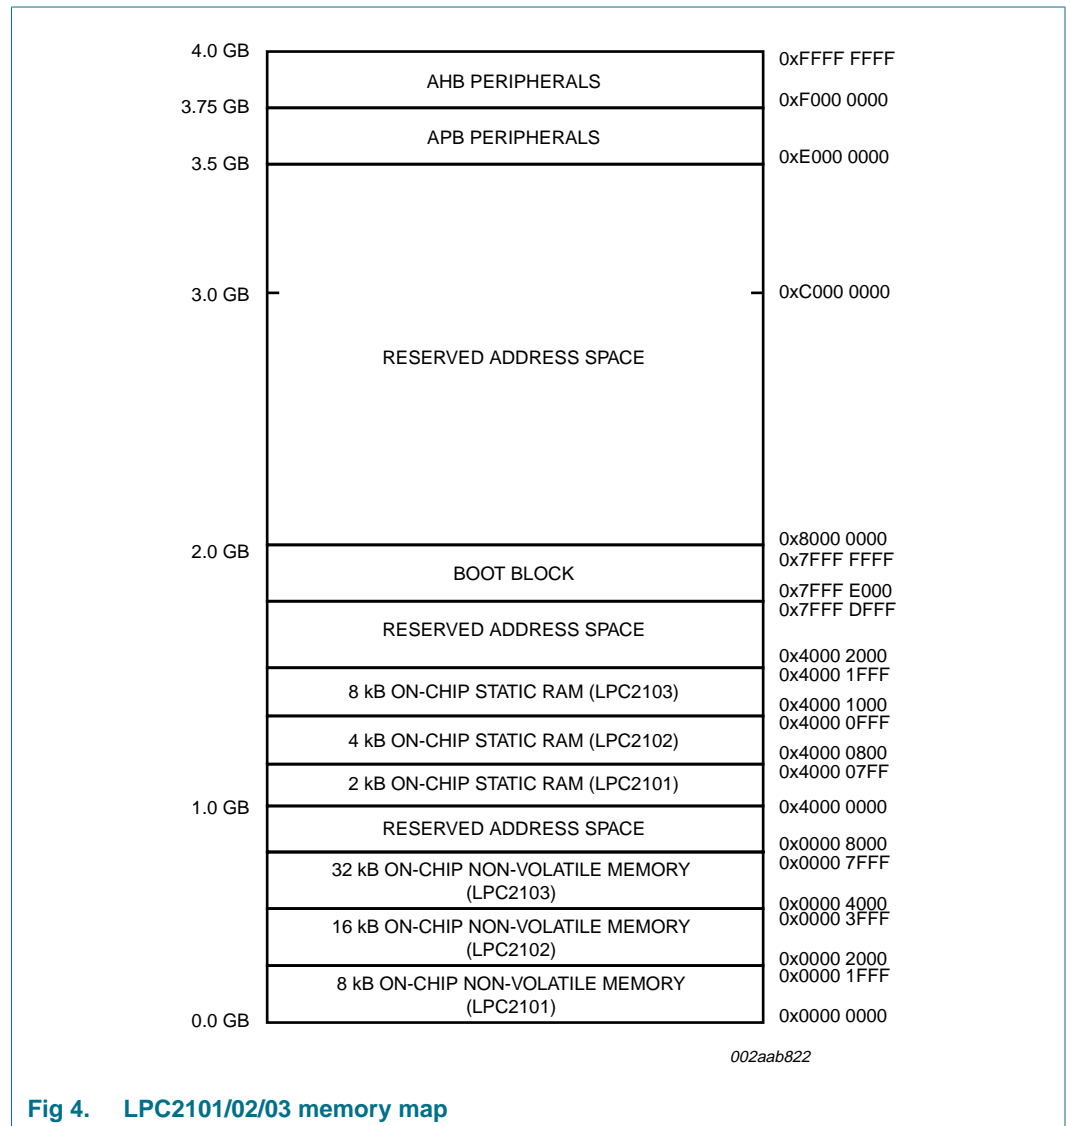 4.0 GB
0xFFFF FFFF
AHB PERIPHERALS
3.75 GB
0xF000 0000
APB PERIPHERALS
3.5 GB
0xE000 0000
3.0 GB
0xC000 0000
RESERVED ADDRESS SPACE
0x8000 0000
2.0 GB
0x7FFF FFFF
BOOT BLOCK
0x7FFF E000
0x7FFF DFFF
RESERVED ADDRESS SPACE
0x4000 2000
0x4000 1FFF
8 kB ON-CHIP STATIC RAM (LPC2103)
0x4000 1000
0x4000 0FFF
4 kB ON-CHIP STATIC RAM (LPC2102)
0x4000 0800
0x4000 07FF
2 kB ON-CHIP STATIC RAM (LPC2101)
1.0 GB
0x4000 0000
RESERVED ADDRESS SPACE
0x0000 8000
0x0000 7FFF
32 kB ON-CHIP NON-VOLATILE MEMORY
(LPC2103)
0x0000 4000
0x0000 3FFF
16 kB ON-CHIP NON-VOLATILE MEMORY
(LPC2102)
0x0000 2000
0x0000 1FFF
8 kB ON-CHIP NON-VOLATILE MEMORY
(LPC2101)
0.0 GB
0x0000 0000
002aab822
Fig 4. LPC2101/02/03 memory map